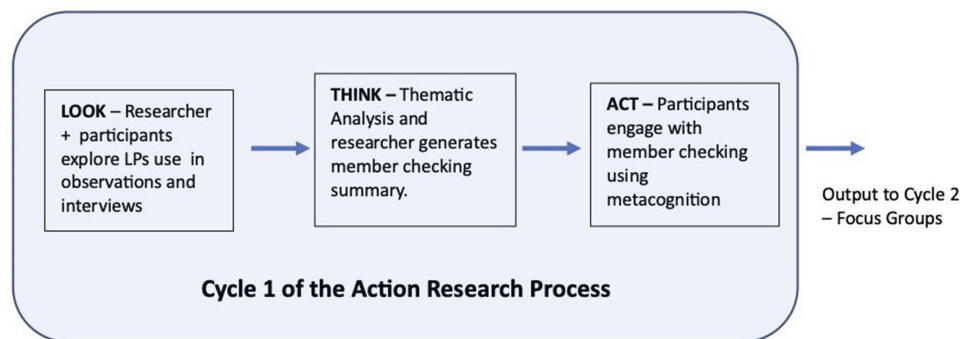 LOOK – Researcher
+ participants
explore LPs use in
observations and
interviews
THINK – Thematic
Analysis and
researcher generates
member checking
summary.
ACT – Participants
engage with
member checking
using
metacognition
Output to Cycle 2
– Focus Groups
Cycle 1 of the Action Research Process